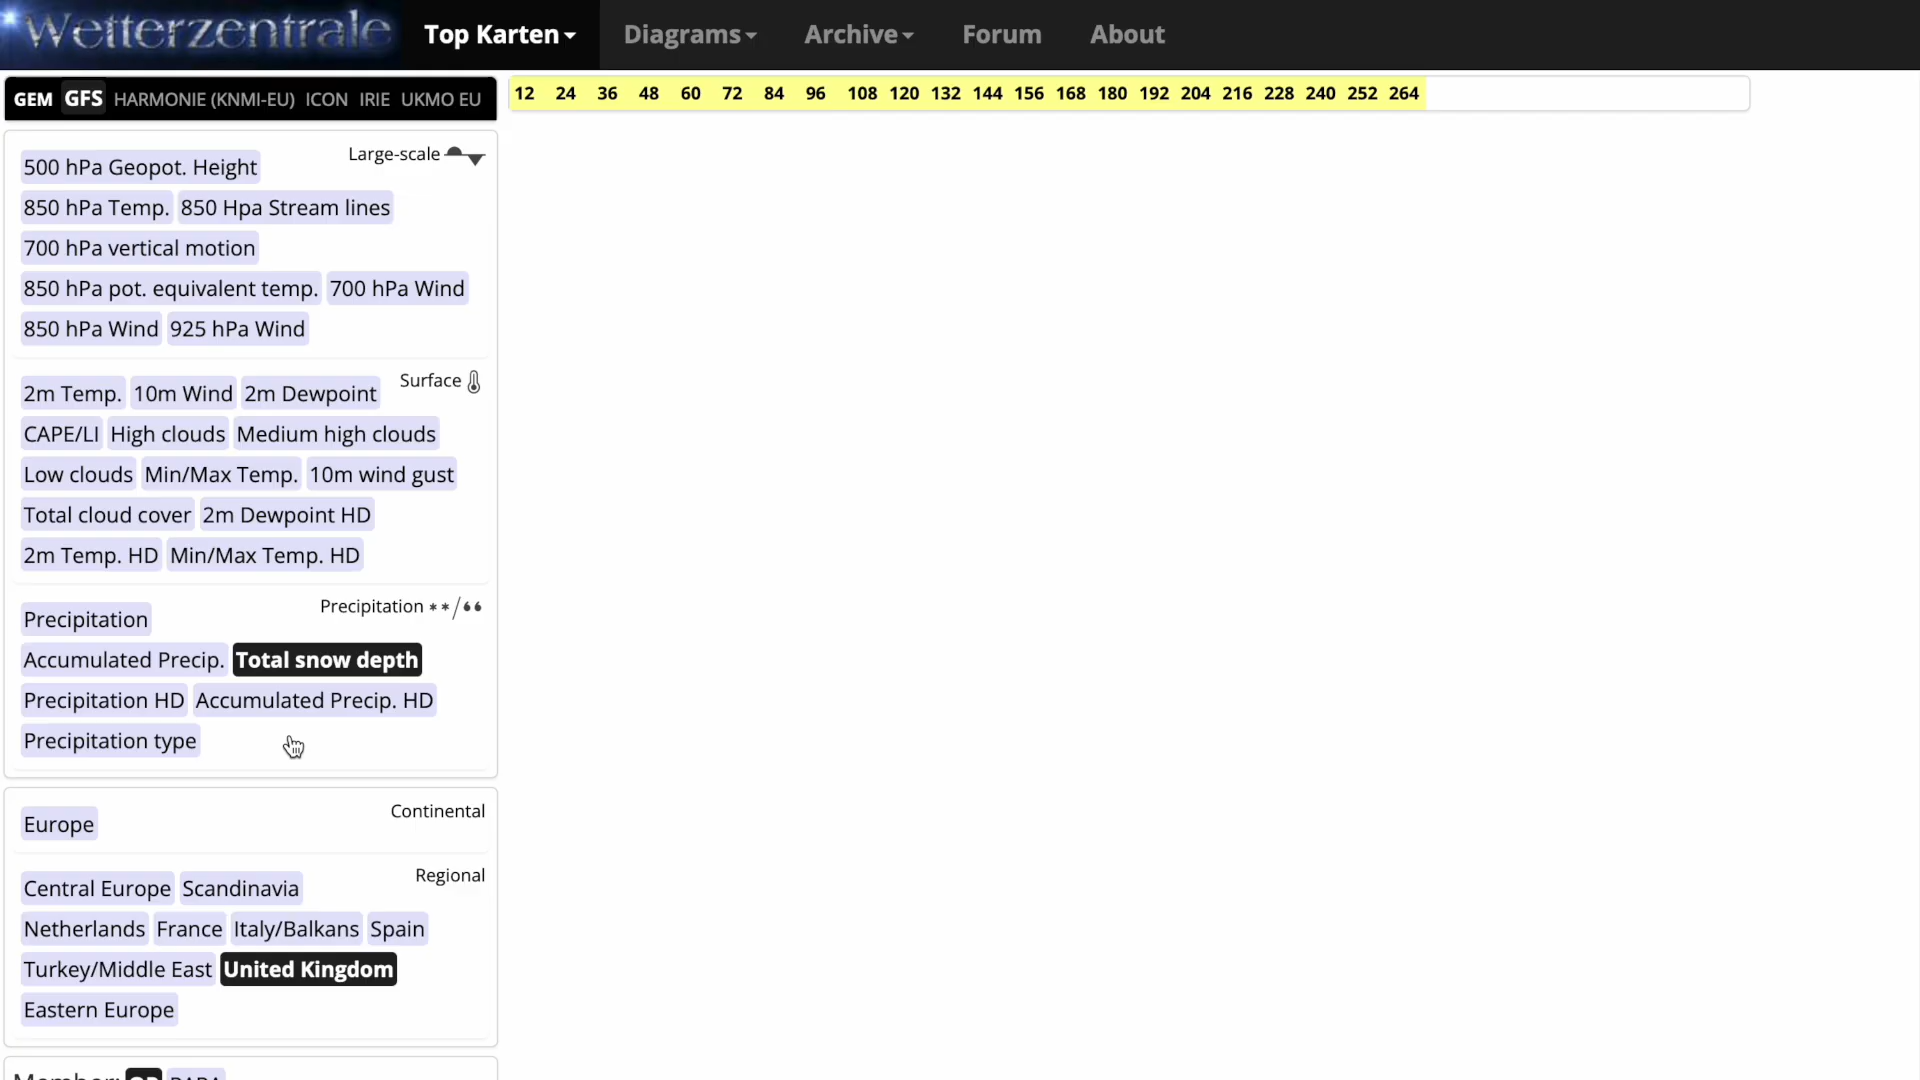 Wetterzentrale Top Karten Diagrams Archive Forum About
GEM GFS HARMONIE (KNMI-EU) ICON IRIE UKMO EU
12 24 36 48 60 72 84 96 108 120 132 144 156 168 180 192 204 216 228 240 252 264
Large-scale
500 hPa Geopot. Height
850 hPa Temp. 850 Hpa Stream lines
700 hPa vertical motion
850 hPa pot. equivalent temp. 700 hPa Wind
850 hPa Wind 925 hPa Wind
Surface
2m Temp. 10m Wind 2m Dewpoint
CAPE/LI High clouds Medium high clouds
Low clouds Min/Max Temp. 10m wind gust
Total cloud cover 2m Dewpoint HD
2m Temp. HD Min/Max Temp. HD
Precipitation
Precipitation
Accumulated Precip. Total snow depth
Precipitation HD Accumulated Precip. HD
Precipitation type
Continental
Europe
Regional
Central Europe Scandinavia
Netherlands France Italy/Balkans Spain
Turkey/Middle East United Kingdom
Eastern Europe
Member: OP PARA